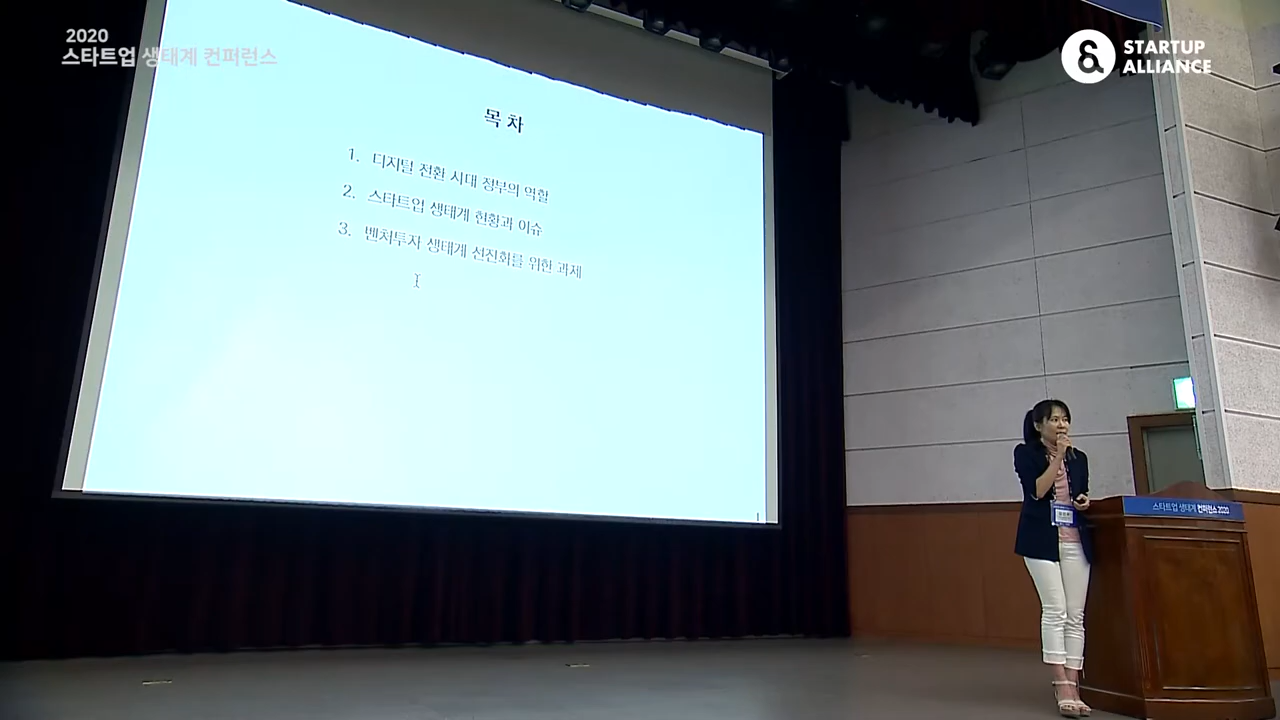 2020
스타트업 생태계 컨퍼런스
STARTUP
ALLIANCE
목 차
1. 디지털 전환 시대 정부의 역할
2. 스타트업 생태계 현황과 이슈
3. 벤처투자 생태계 선진화를 위한 과제
스타트업 생태계 컨퍼런스 2020